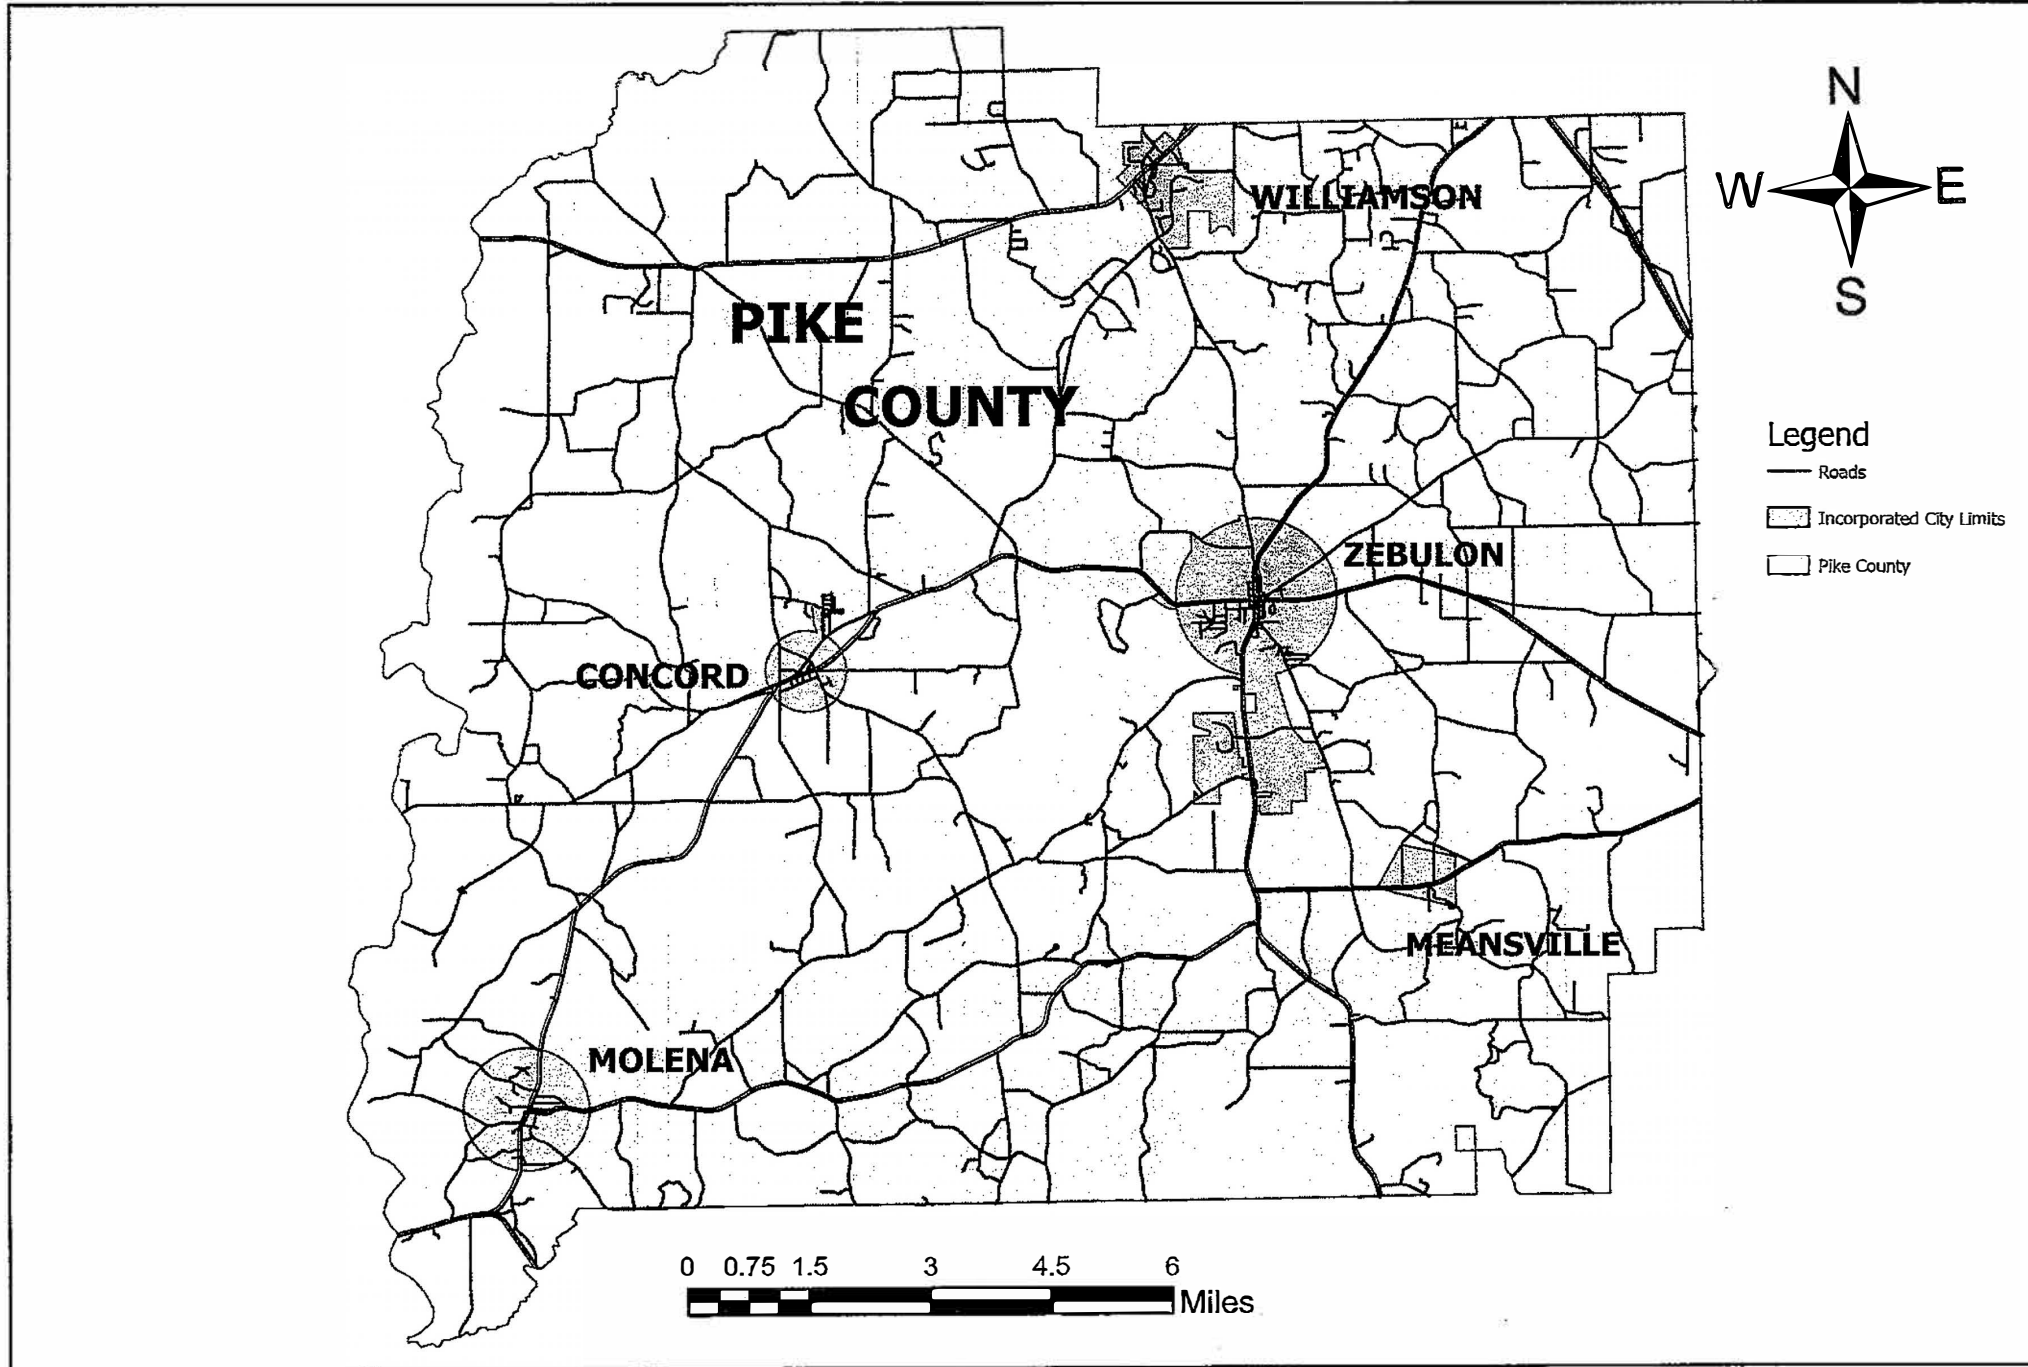 N
W E
S
WILLIAMSON
PIKE
COUNTY
Legend
Roads
Incorporated City Limits
Pike County
ZEBULON
CONCORD
MEANSVILLE
MOLENA
0 0.75 1.5 3 4.5 6
Miles